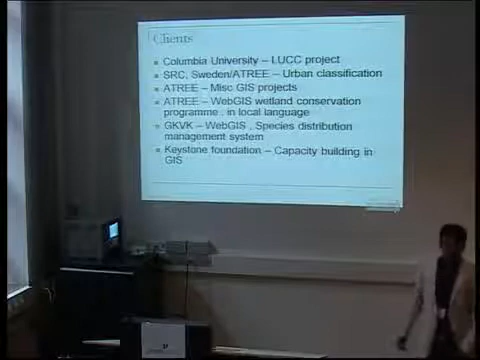 Clients
Columbia University – LUCC project
SRC, Sweden/ATREE – Urban classification
ATREE – Misc GIS projects
ATREE – WebGIS wetland conservation
programme , in local language
GKVK – WebGIS , Species distribution
management system
Keystone foundation – Capacity building in
GIS